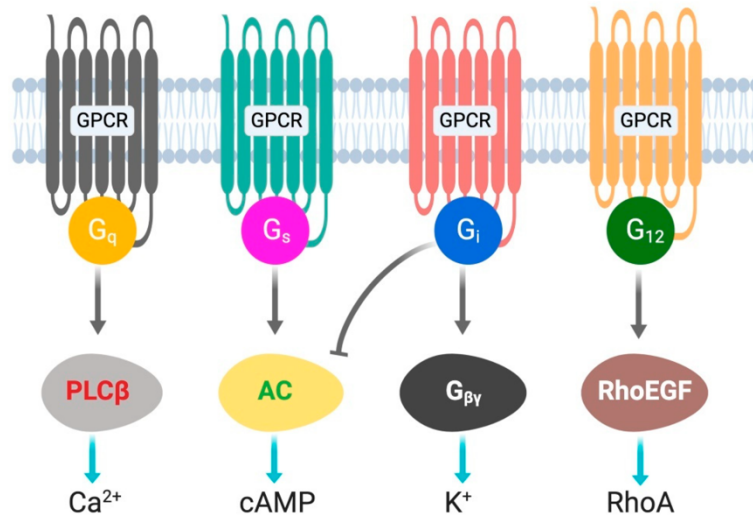 GPCR GPCR GPCR GPCR
Gq Gs Gi G12
PLCβ AC Gβγ RhoEGF
Ca²⁺ cAMP K⁺ RhoA